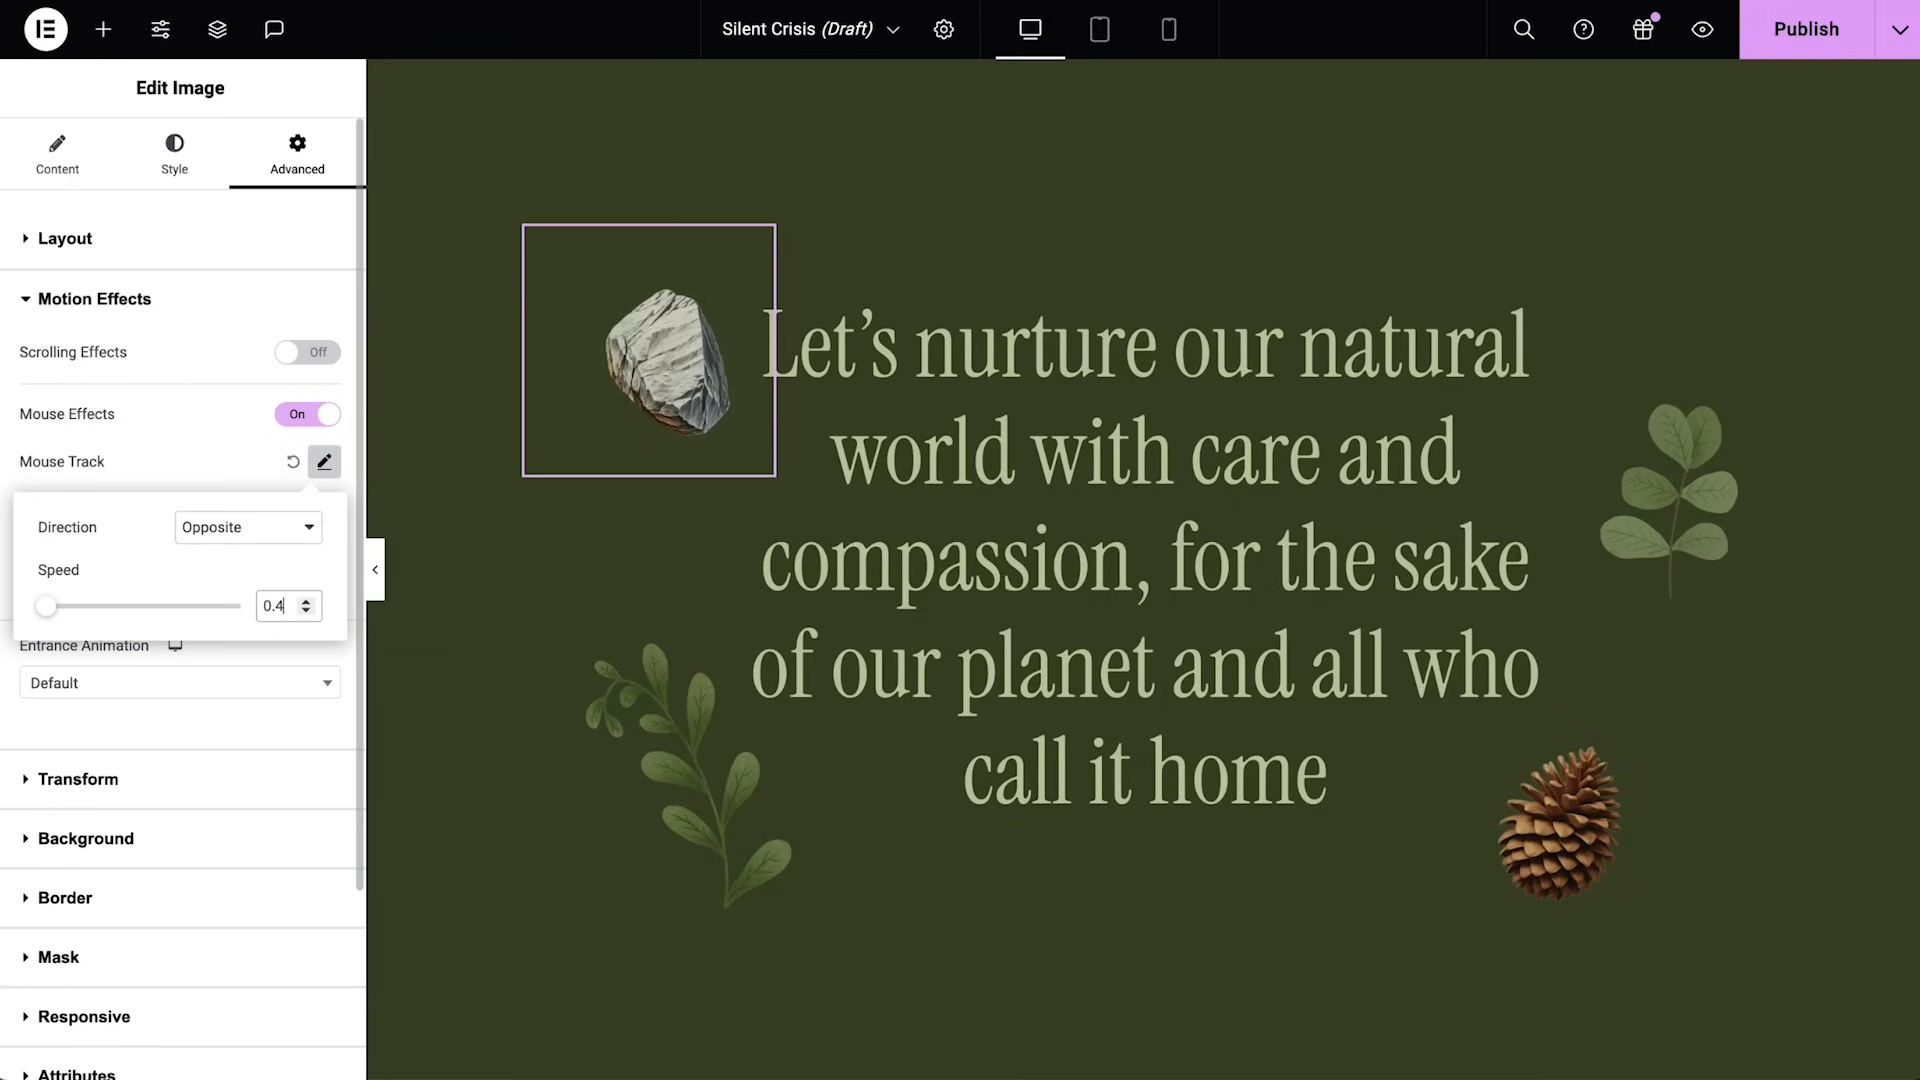 Silent Crisis (Draft)
Publish
Edit Image
Content
Style
Advanced
Layout
Motion Effects
Scrolling Effects
Off
Mouse Effects
On
Mouse Track
Direction
Opposite
Speed
0.4
Entrance Animation
Default
Transform
Background
Border
Mask
Responsive
Attributes
Let’s nurture our natural
world with care and
compassion, for the sake
of our planet and all who
call it home